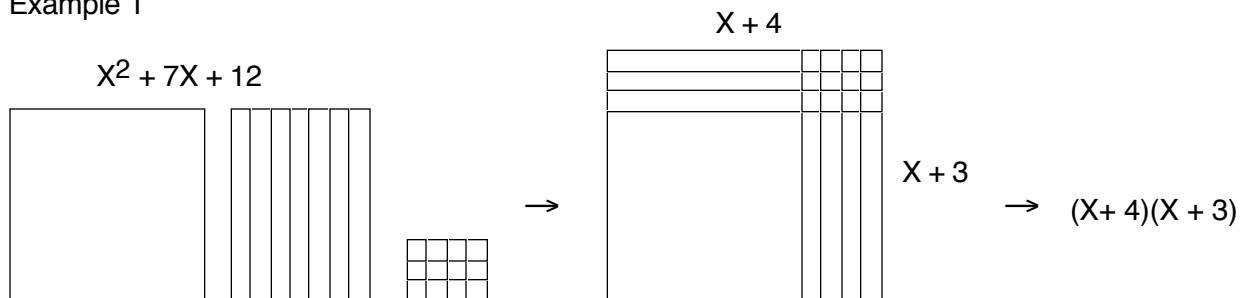 Example 1
X² + 7X + 12
X + 4
X + 3
→
→ (X+ 4)(X + 3)